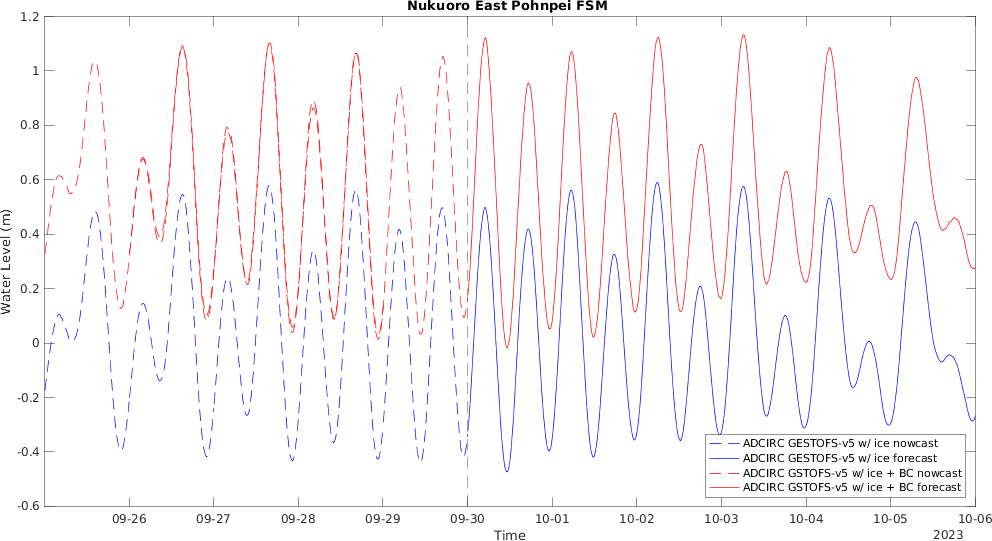 Nukuoro East Pohnpei FSM
1.2
1
0.8
0.6
0.4
0.2
0
-0.2
-0.4
-0.6
Water Level (m)
ADCIRC GESTOFS-v5 w/ ice nowcast
ADCIRC GESTOFS-v5 w/ ice forecast
ADCIRC GSTOFS-v5 w/ ice + BC nowcast
ADCIRC GSTOFS-v5 w/ ice + BC forecast
09-26 09-27 09-28 09-29 09-30 10-01 10-02 10-03 10-04 10-05 10-06
Time
2023